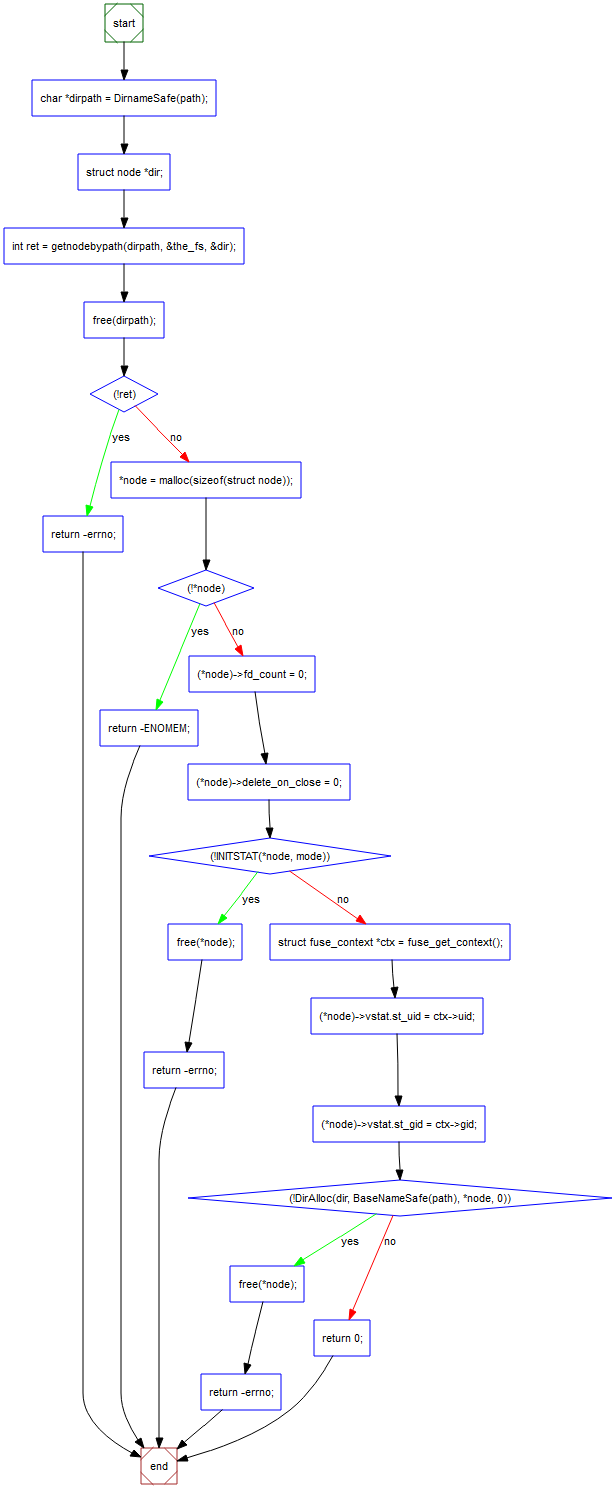 start
char *dirpath = DirnameSafe(path);
struct node *dir;
int ret = getnodebypath(dirpath, &the_fs, &dir);
free(dirpath);
(!ret)
yes
no
*node = malloc(sizeof(struct node));
return -errno;
(!*node)
yes
no
(*node)->fd_count = 0;
return -ENOMEM;
(*node)->delete_on_close = 0;
(!INITSTAT(*node, mode))
yes
no
free(*node);
struct fuse_context *ctx = fuse_get_context();
(*node)->vstat.st_uid = ctx->uid;
return -errno;
(*node)->vstat.st_gid = ctx->gid;
(!DirAlloc(dir, BaseNameSafe(path), *node, 0))
yes
no
free(*node);
return 0;
return -errno;
end